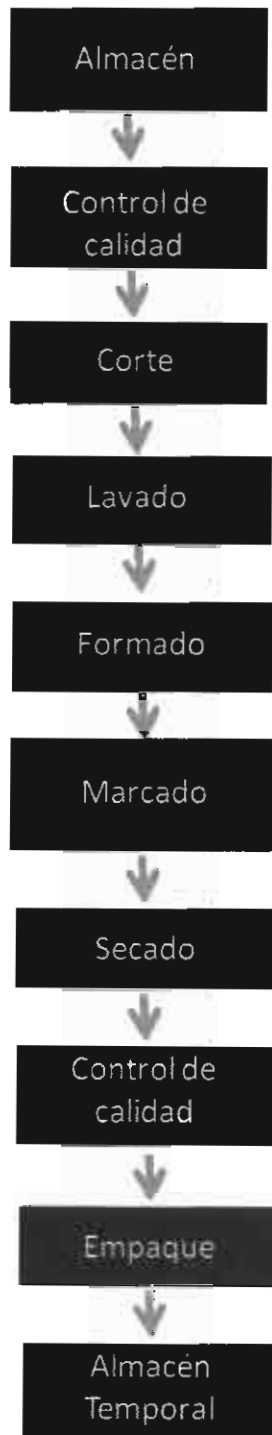 Almacén
Control de
calidad
Corte
Lavado
Formado
Marcado
Secado
Control de
calidad
Empaque
Almacén
Temporal